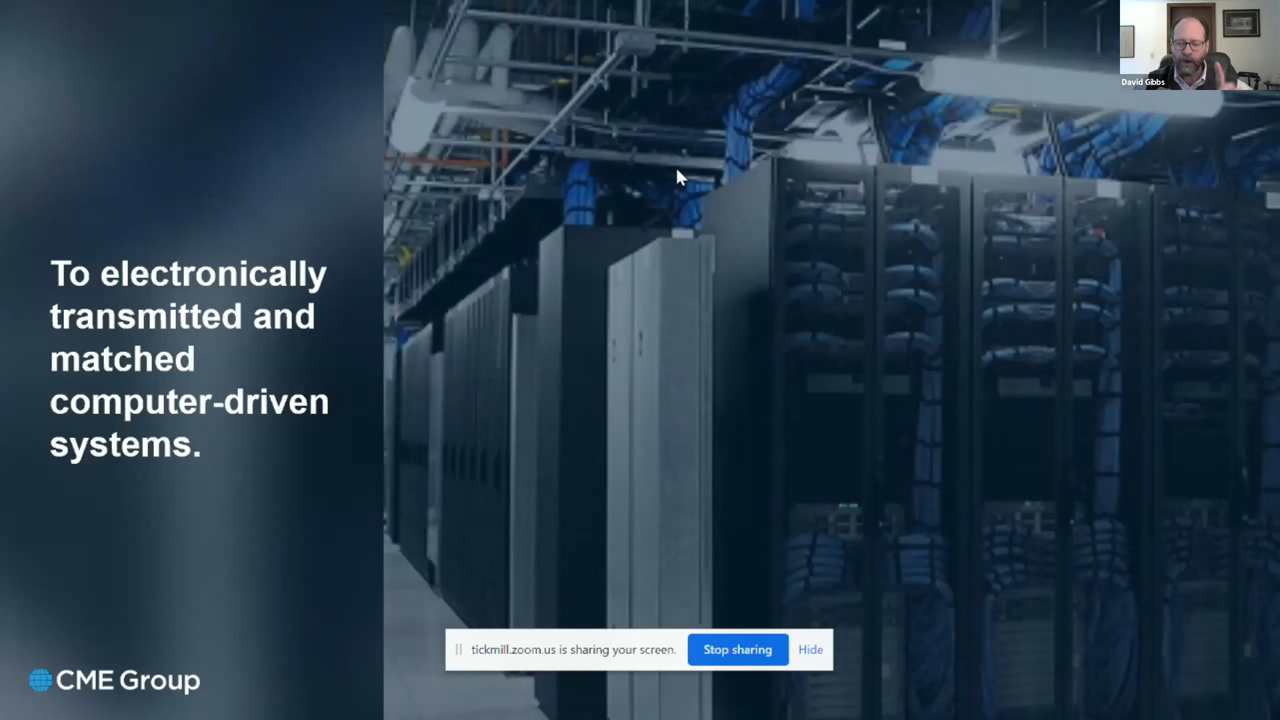 David Gibbs
To electronically
transmitted and
matched
computer-driven
systems.
tickmill.zoom.us is sharing your screen.
Stop sharing
Hide
CME Group